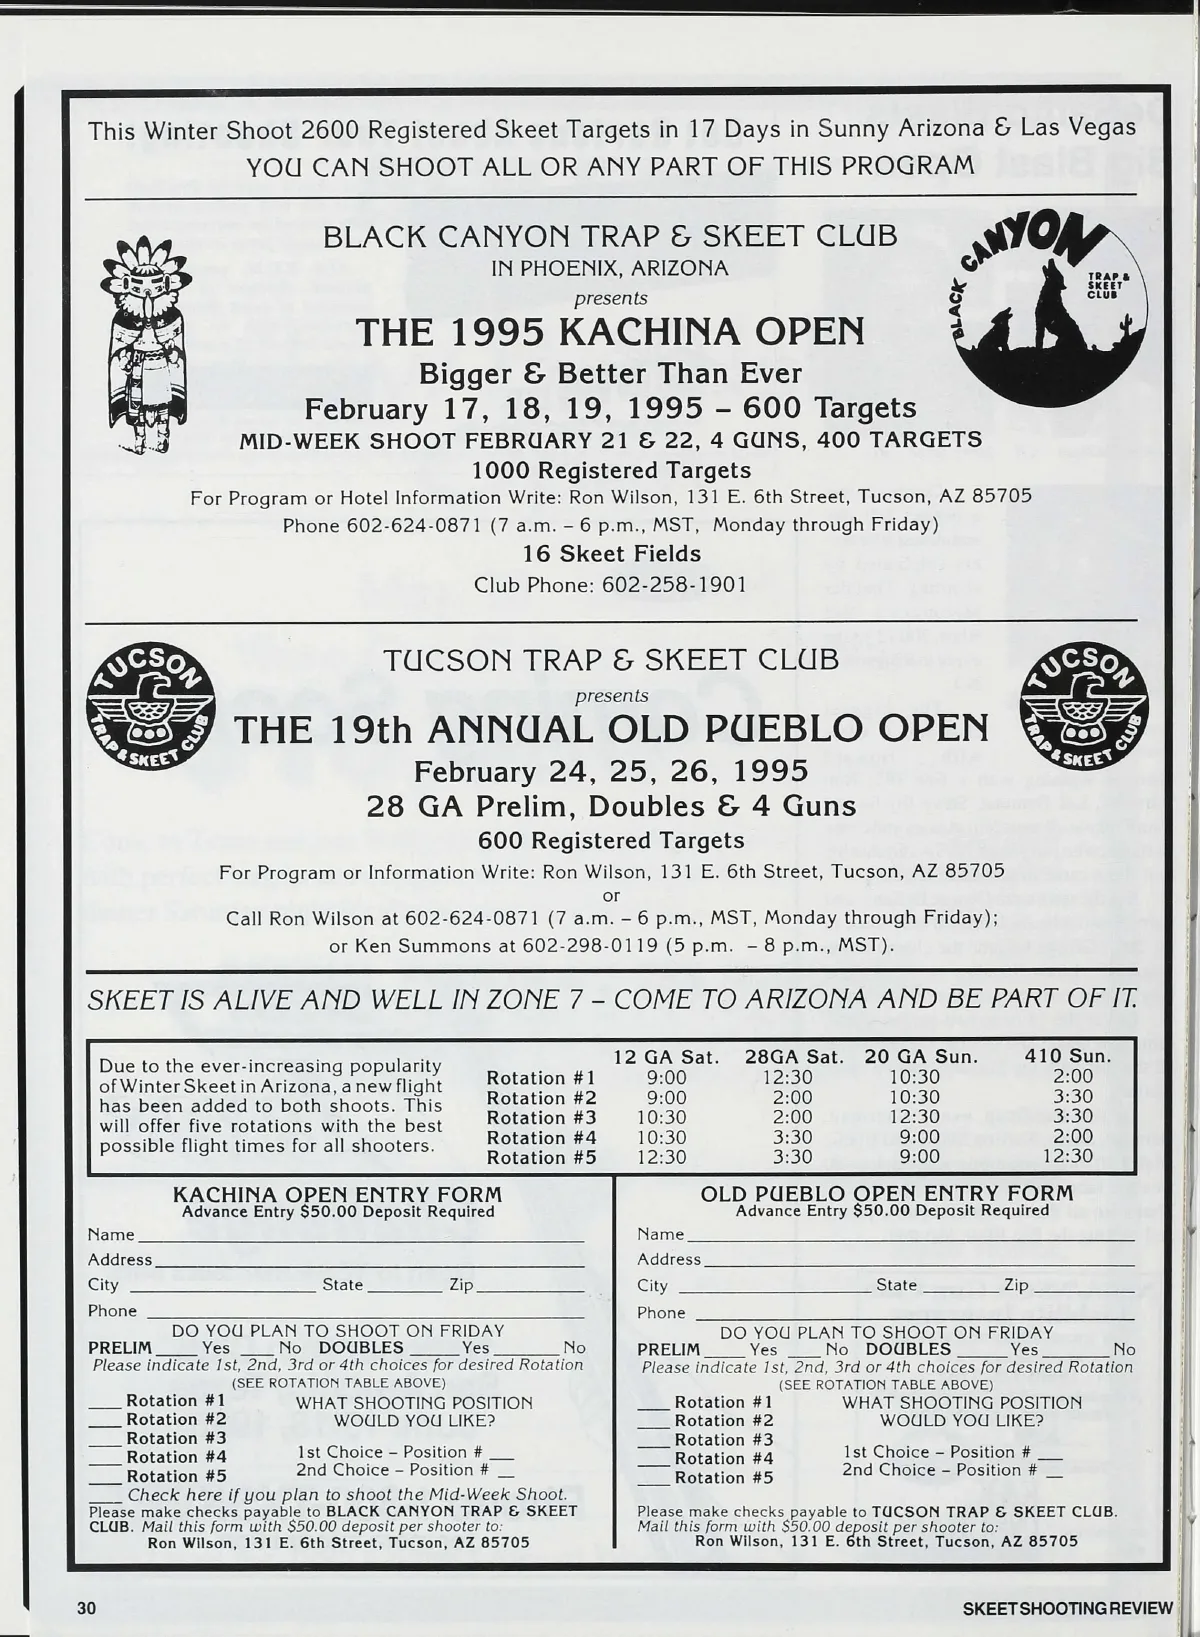 This Winter Shoot 2600 Registered Skeet Targets in 17 Days in Sunny Arizona & Las Vegas
YOU CAN SHOOT ALL OR ANY PART OF THIS PROGRAM
BLACK CANYON TRAP & SKEET CLUB
IN PHOENIX, ARIZONA
presents
THE 1995 KACHINA OPEN
Bigger & Better Than Ever
February 17, 18, 19, 1995 – 600 Targets
MID-WEEK SHOOT FEBRUARY 21 & 22, 4 GUNS, 400 TARGETS
1000 Registered Targets
For Program or Hotel Information Write: Ron Wilson, 131 E. 6th Street, Tucson, AZ 85705
Phone 602-624-0871 (7 a.m. – 6 p.m., MST, Monday through Friday)
16 Skeet Fields
Club Phone: 602-258-1901
BLACK CANYON
TRAP &
SKEET
CLUB
TUCSON
TRAP & SKEET CLUB
TUCSON TRAP & SKEET CLUB
presents
THE 19th ANNUAL OLD PUEBLO OPEN
February 24, 25, 26, 1995
28 GA Prelim, Doubles & 4 Guns
600 Registered Targets
For Program or Information Write: Ron Wilson, 131 E. 6th Street, Tucson, AZ 85705
or
Call Ron Wilson at 602-624-0871 (7 a.m. – 6 p.m., MST, Monday through Friday);
or Ken Summons at 602-298-0119 (5 p.m. – 8 p.m., MST).
TUCSON
TRAP & SKEET CLUB
SKEET IS ALIVE AND WELL IN ZONE 7 – COME TO ARIZONA AND BE PART OF IT.
Due to the ever-increasing popularity
of Winter Skeet in Arizona, a new flight
has been added to both shoots. This
will offer five rotations with the best
possible flight times for all shooters.
12 GA Sat. 28GA Sat. 20 GA Sun. 410 Sun.
Rotation #1 9:00 12:30 10:30 2:00
Rotation #2 9:00 2:00 10:30 3:30
Rotation #3 10:30 2:00 12:30 3:30
Rotation #4 10:30 3:30 9:00 2:00
Rotation #5 12:30 3:30 9:00 12:30
KACHINA OPEN ENTRY FORM
Advance Entry $50.00 Deposit Required
Name
Address
City State Zip
Phone
DO YOU PLAN TO SHOOT ON FRIDAY
PRELIM ____ Yes ___ No DOUBLES _____ Yes ______ No
Please indicate 1st, 2nd, 3rd or 4th choices for desired Rotation
(SEE ROTATION TABLE ABOVE)
___ Rotation #1 WHAT SHOOTING POSITION
___ Rotation #2 WOULD YOU LIKE?
___ Rotation #3
___ Rotation #4 1st Choice – Position # __
___ Rotation #5 2nd Choice – Position # __
___ Check here if you plan to shoot the Mid-Week Shoot.
Please make checks payable to BLACK CANYON TRAP & SKEET
CLUB. Mail this form with $50.00 deposit per shooter to:
Ron Wilson, 131 E. 6th Street, Tucson, AZ 85705
OLD PUEBLO OPEN ENTRY FORM
Advance Entry $50.00 Deposit Required
Name
Address
City State Zip
Phone
DO YOU PLAN TO SHOOT ON FRIDAY
PRELIM ____ Yes ___ No DOUBLES _____ Yes ______ No
Please indicate 1st, 2nd, 3rd or 4th choices for desired Rotation
(SEE ROTATION TABLE ABOVE)
___ Rotation #1 WHAT SHOOTING POSITION
___ Rotation #2 WOULD YOU LIKE?
___ Rotation #3
___ Rotation #4 1st Choice – Position # __
___ Rotation #5 2nd Choice – Position # __
Please make checks payable to TUCSON TRAP & SKEET CLUB.
Mail this form with $50.00 deposit per shooter to:
Ron Wilson, 131 E. 6th Street, Tucson, AZ 85705
30 SKEET SHOOTING REVIEW